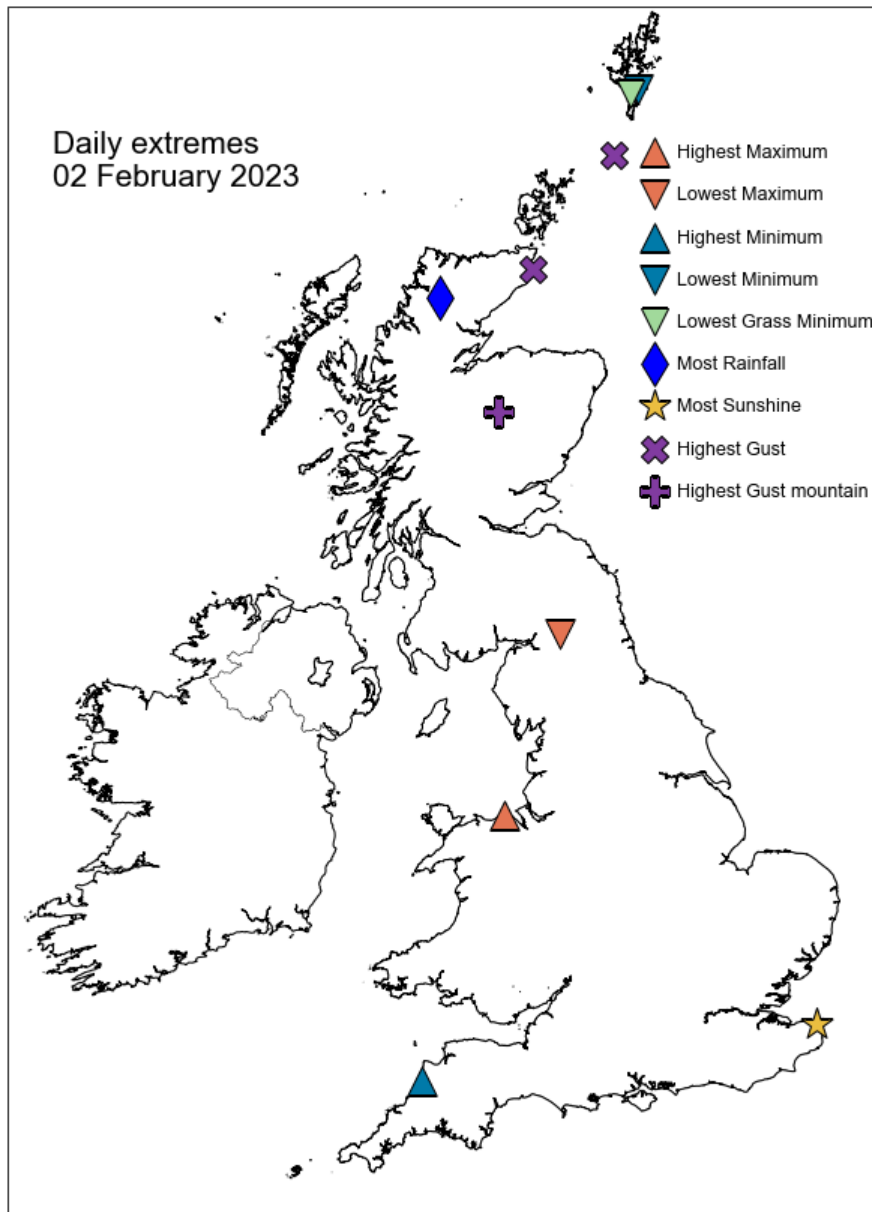 Daily extremes
02 February 2023
Highest Maximum
Lowest Maximum
Highest Minimum
Lowest Minimum
Lowest Grass Minimum
Most Rainfall
Most Sunshine
Highest Gust
Highest Gust mountain